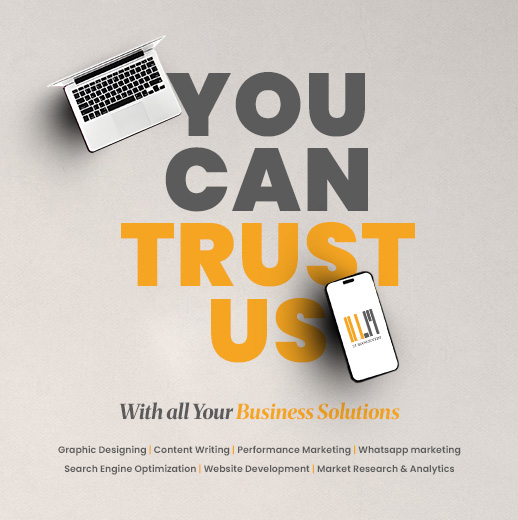 YOU
CAN
TRUST
US
With all Your Business Solutions
Graphic Designing | Content Writing | Performance Marketing | Whatsapp marketing
Search Engine Optimization | Website Development | Market Research & Analytics